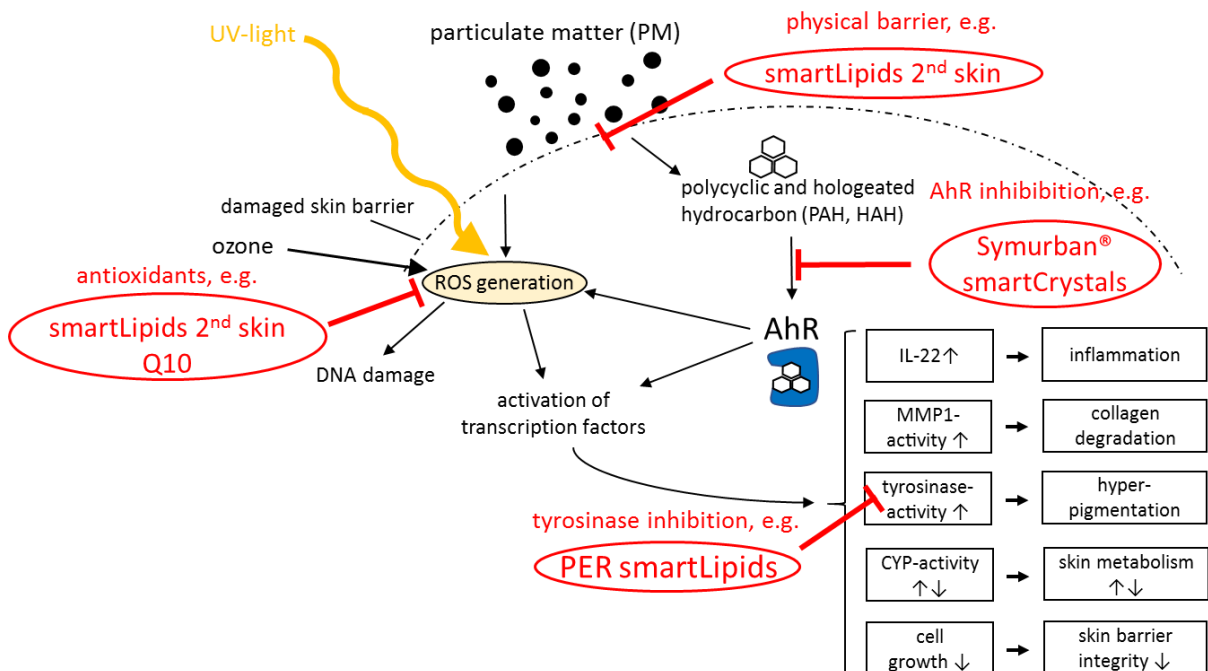 UV-light
particulate matter (PM)
physical barrier, e.g.
smartLipids 2nd skin
polycyclic and hologeated
hydrocarbon (PAH, HAH)
AhR inhibibition, e.g.
Symurban®
smartCrystals
damaged skin barrier
ozone
antioxidants, e.g.
smartLipids 2nd skin
Q10
ROS generation
DNA damage
activation of
transcription factors
AhR
tyrosinase inhibition, e.g.
PER smartLipids
IL-22↑
inflammation
MMP1-
activity ↑
collagen
degradation
tyrosinase-
activity ↑
hyper-
pigmentation
CYP-activity
↑↓
skin metabolism
↑↓
cell
growth ↓
skin barrier
integrity ↓